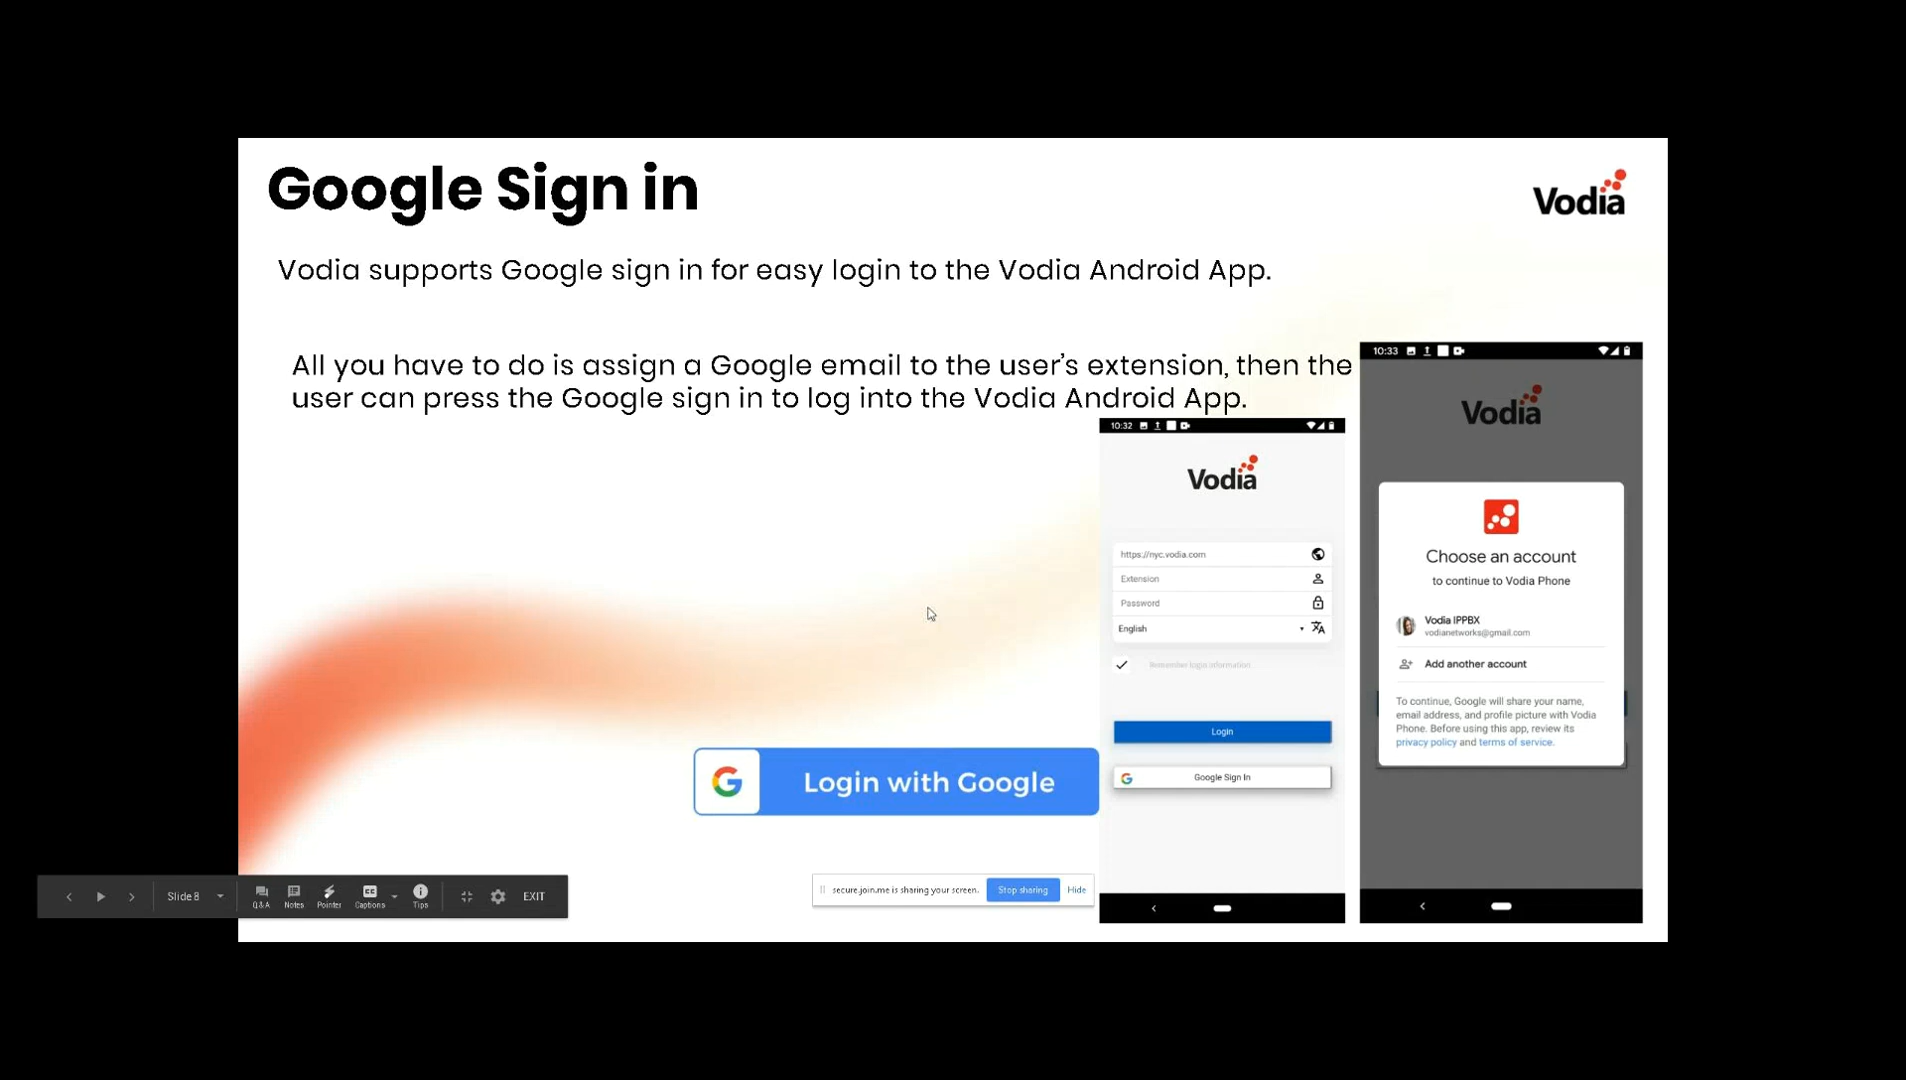 Google Sign in
Vodia
Vodia supports Google sign in for easy login to the Vodia Android App.
All you have to do is assign a Google email to the user's extension, then the
user can press the Google sign in to log into the Vodia Android App.
10:32
Vodia
https://nyc.vodia.com
Extension
Password
English
Remember login information
Login
Google Sign In
10:33
Vodia
Choose an account
to continue to Vodia Phone
Vodia IPPBX
vodianetworks@gmail.com
Add another account
To continue, Google will share your name,
email address, and profile picture with Vodia
Phone. Before using this app, review its
privacy policy and terms of service.
Login with Google
secure.join.me is sharing your screen.
Stop sharing
Hide
Slide 8
Q&A
Notes
Pointer
CC
Captions
Tips
EXIT